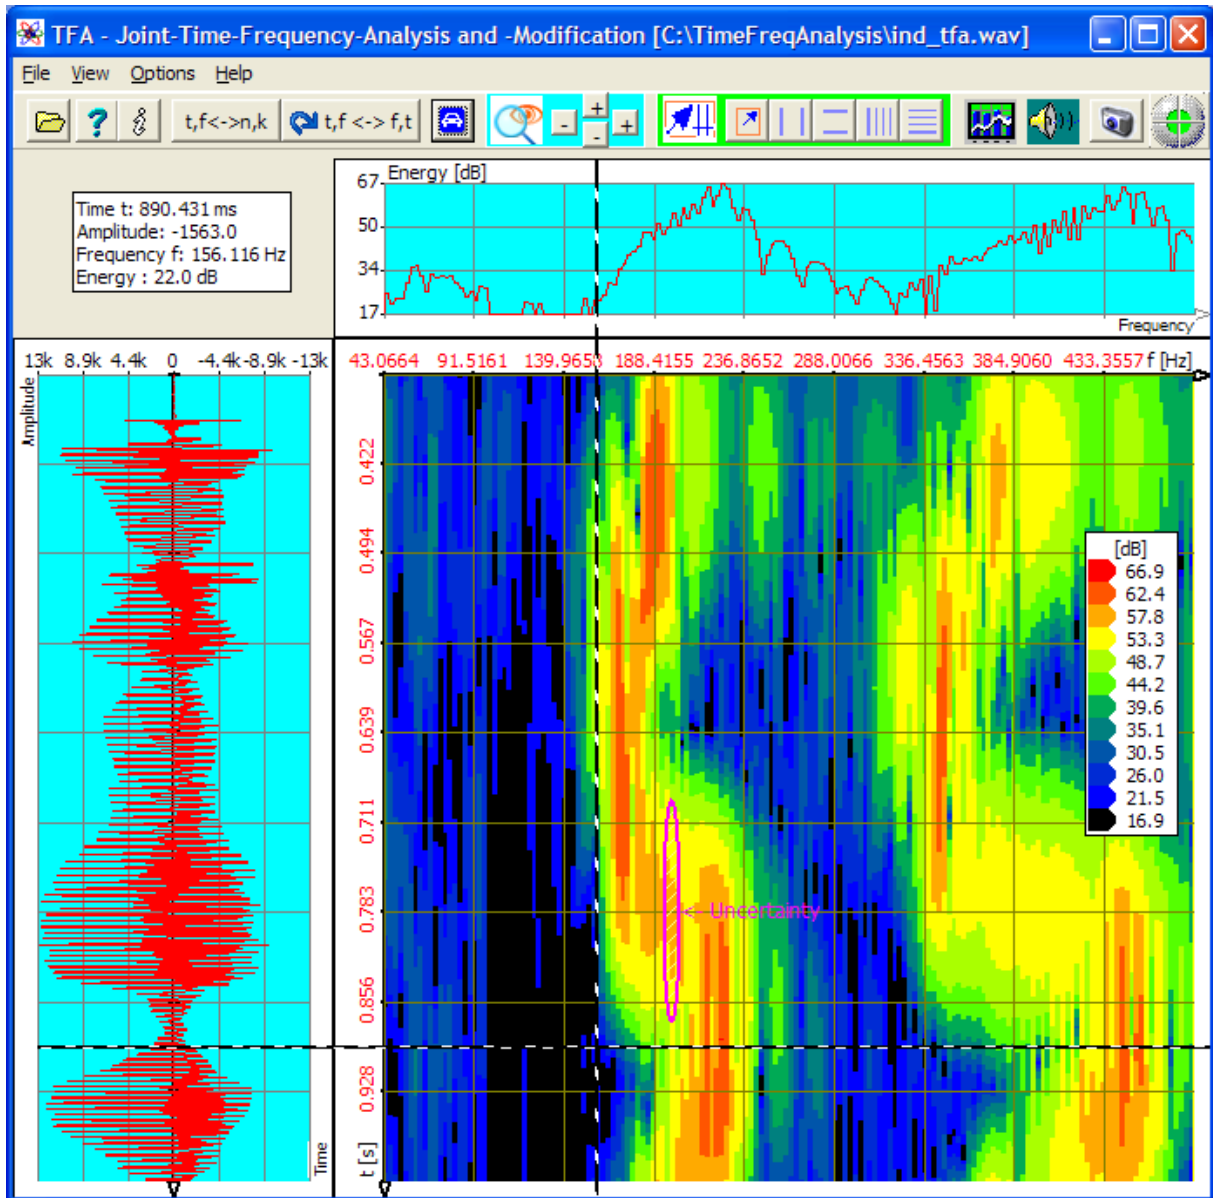 TFA - Joint-Time-Frequency-Analysis and -Modification [C:\TimeFreqAnalysis\ind_tfa.wav]
File View Options Help
t,f<->n,k t,f <-> f,t
Time t: 890.431 ms
Amplitude: -1563.0
Frequency f: 156.116 Hz
Energy : 22.0 dB
Energy [dB]
67
50
34
17
Frequency
13k 8.9k 4.4k 0 -4.4k -8.9k -13k
Amplitude
Time
43.0664 91.5161 139.9658 188.4155 236.8652 288.0066 336.4563 384.9060 433.3557 f [Hz]
0.422
0.494
0.567
0.639
0.711
0.783
0.856
0.928
t [s]
<- Uncertainty
[dB]
66.9
62.4
57.8
53.3
48.7
44.2
39.6
35.1
30.5
26.0
21.5
16.9